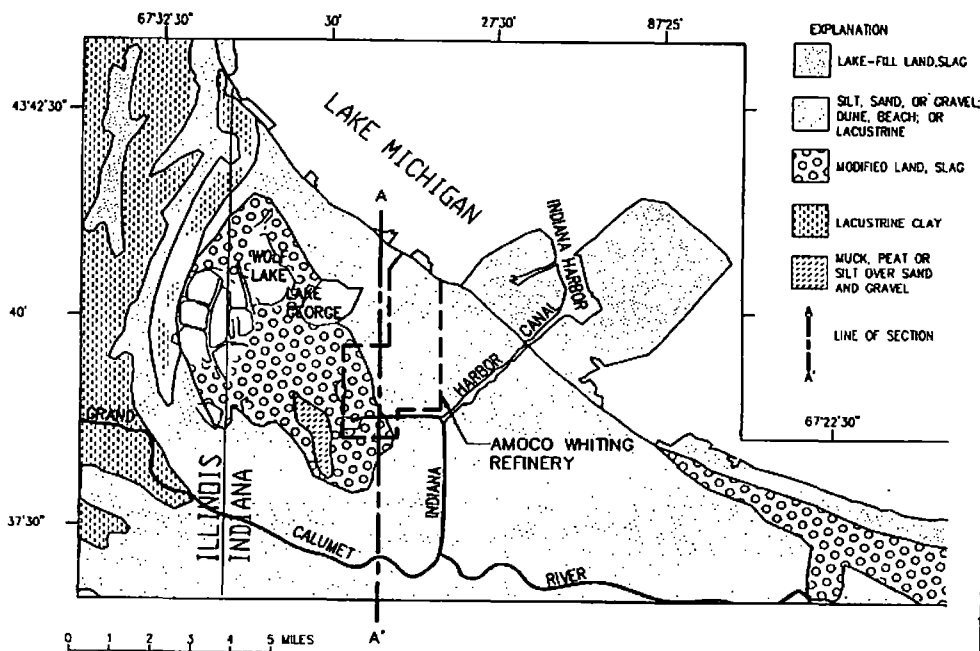 67°32'30"
30'
27'30"
87°25'
43°42'30"
40'
37'30"
67°22'30"
LAKE MICHIGAN
A
WOLF
LAKE
LAKE
GEORGE
INDIANA HARBOR
HARBOR CANAL
INDIANA
AMOCO WHITING
REFINERY
GRAND
CALUMET
RIVER
ILLINOIS
INDIANA
A'
0 1 2 3 4 5 MILES
EXPLANATION
LAKE-FILL LAND, SLAG
SILT, SAND, OR GRAVEL;
DUNE, BEACH; OR
LACUSTRINE
MODIFIED LAND, SLAG
LACUSTRINE CLAY
MUCK, PEAT OR
SILT OVER SAND
AND GRAVEL
A
LINE OF SECTION
A'